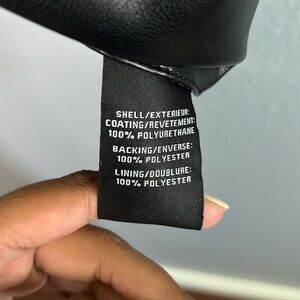 SHELL/EXTERIEUR:
COATING/REVETEMENT:
100% POLYURETHANE
BACKING/ENVERSE:
100% POLYESTER
LINING/DOUBLURE:
100% POLYESTER